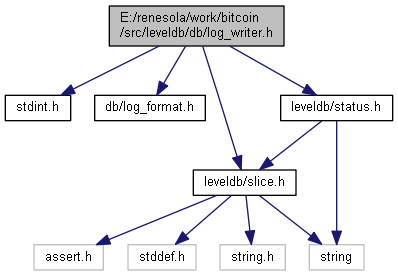 E:/renesola/work/bitcoin
/src/leveldb/db/log_writer.h
stdint.h
db/log_format.h
leveldb/status.h
leveldb/slice.h
assert.h
stddef.h
string.h
string